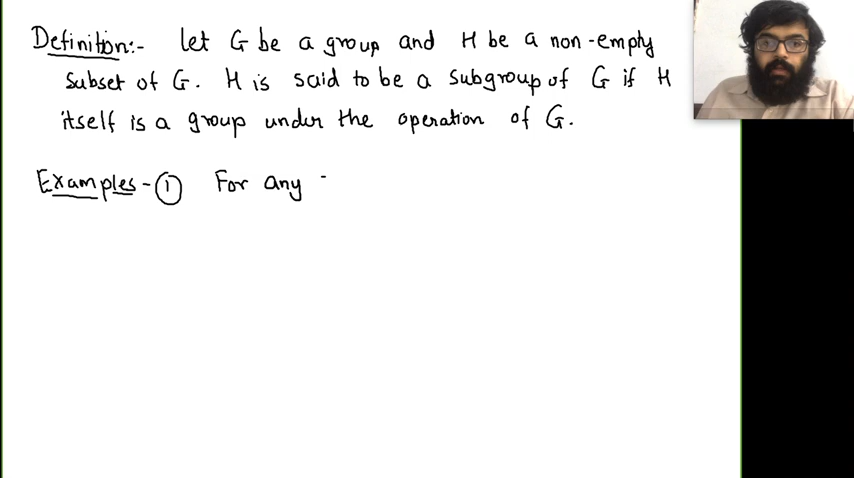 Definition:- let G be a group and H be a non-empty
subset of G. H is said to be a subgroup of G if H
itself is a group under the operation of G.
Examples - ① For any